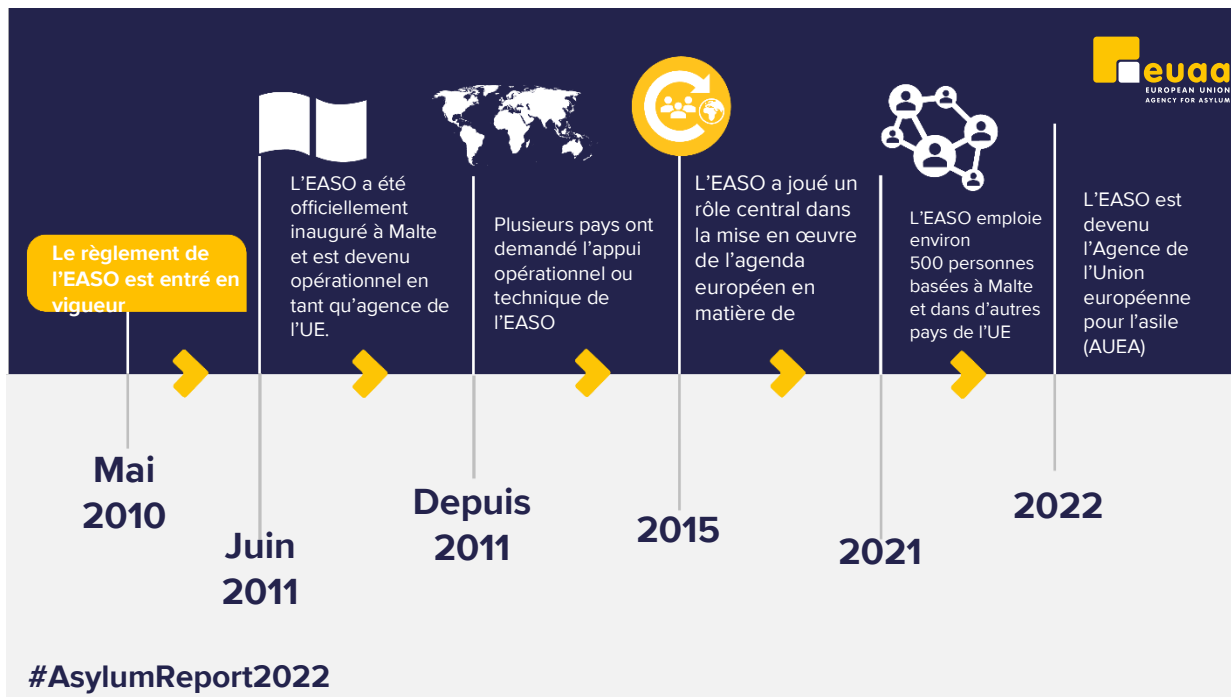 euaa
EUROPEAN UNION
AGENCY FOR ASYLUM
Le règlement de
l'EASO est entré en
vigueur
Mai
2010
L'EASO a été
officiellement
inauguré à Malte
et est devenu
opérationnel en
tant qu'agence de
l'UE.
Juin
2011
Plusieurs pays ont
demandé l'appui
opérationnel ou
technique de
l'EASO
Depuis
2011
L'EASO a joué un
rôle central dans
la mise en œuvre
de l'agenda
européen en
matière de
2015
L'EASO emploie
environ
500 personnes
basées à Malte
et dans d'autres
pays de l'UE
2021
L'EASO est
devenu
l'Agence de
l'Union
européenne
pour l'asile
(AUEA)
2022
#AsylumReport2022